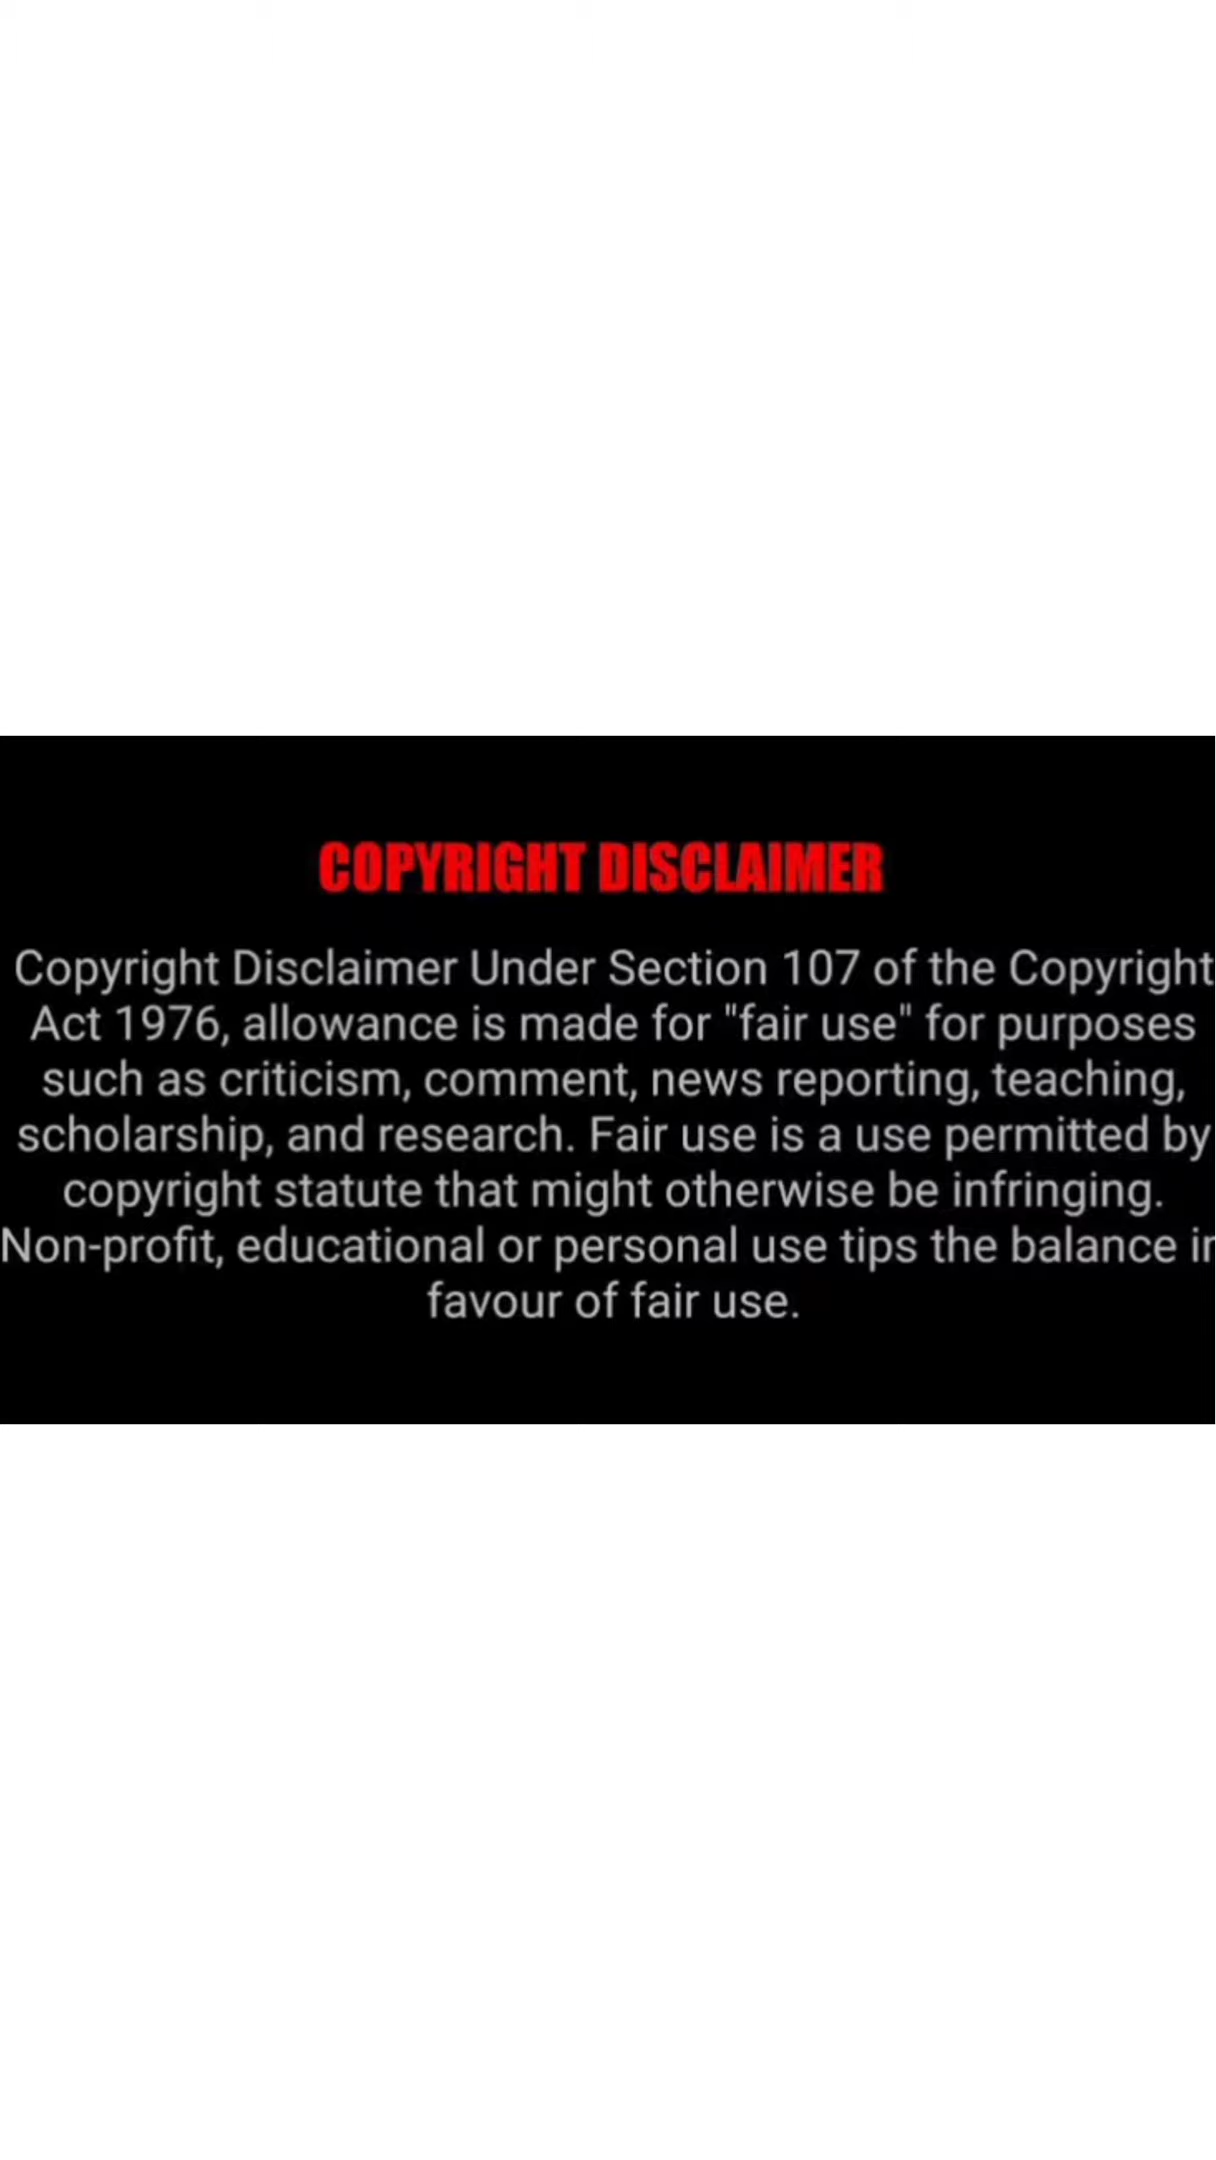 COPYRIGHT DISCLAIMER
Copyright Disclaimer Under Section 107 of the Copyright
Act 1976, allowance is made for "fair use" for purposes
such as criticism, comment, news reporting, teaching,
scholarship, and research. Fair use is a use permitted by
copyright statute that might otherwise be infringing.
Non-profit, educational or personal use tips the balance in
favour of fair use.